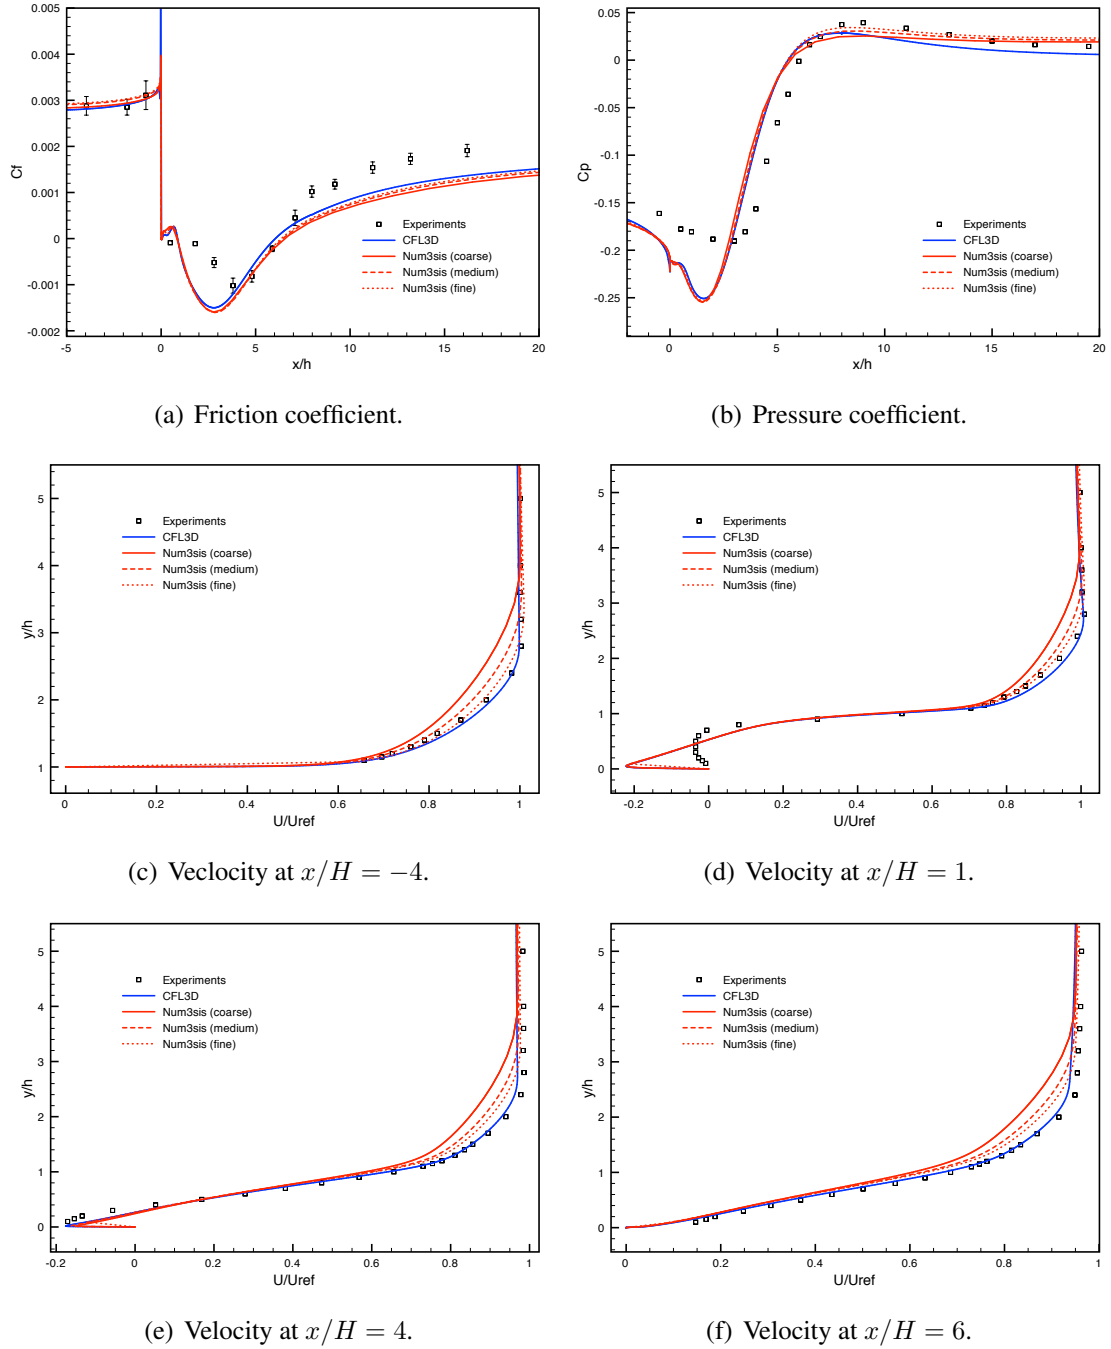 0.005
0.004
0.003
0.002
0.001
0
-0.001
-0.002
Cf
-5 0 5 10 15 20
x/h
Experiments
CFL3D
Num3sis (coarse)
Num3sis (medium)
Num3sis (fine)
(a) Friction coefficient.
0.05
0
-0.05
-0.1
-0.15
-0.2
-0.25
Cp
0 5 10 15 20
x/h
Experiments
CFL3D
Num3sis (coarse)
Num3sis (medium)
Num3sis (fine)
(b) Pressure coefficient.
5
4
3
2
1
y/h
0 0.2 0.4 0.6 0.8 1
U/Uref
Experiments
CFL3D
Num3sis (coarse)
Num3sis (medium)
Num3sis (fine)
(c) Veclocity at x/H = −4.
5
4
3
2
1
0
y/h
-0.2 0 0.2 0.4 0.6 0.8 1
U/Uref
Experiments
CFL3D
Num3sis (coarse)
Num3sis (medium)
Num3sis (fine)
(d) Velocity at x/H = 1.
5
4
3
2
1
0
y/h
-0.2 0 0.2 0.4 0.6 0.8 1
U/Uref
Experiments
CFL3D
Num3sis (coarse)
Num3sis (medium)
Num3sis (fine)
(e) Velocity at x/H = 4.
5
4
3
2
1
0
y/h
0 0.2 0.4 0.6 0.8 1
U/Uref
Experiments
CFL3D
Num3sis (coarse)
Num3sis (medium)
Num3sis (fine)
(f) Velocity at x/H = 6.